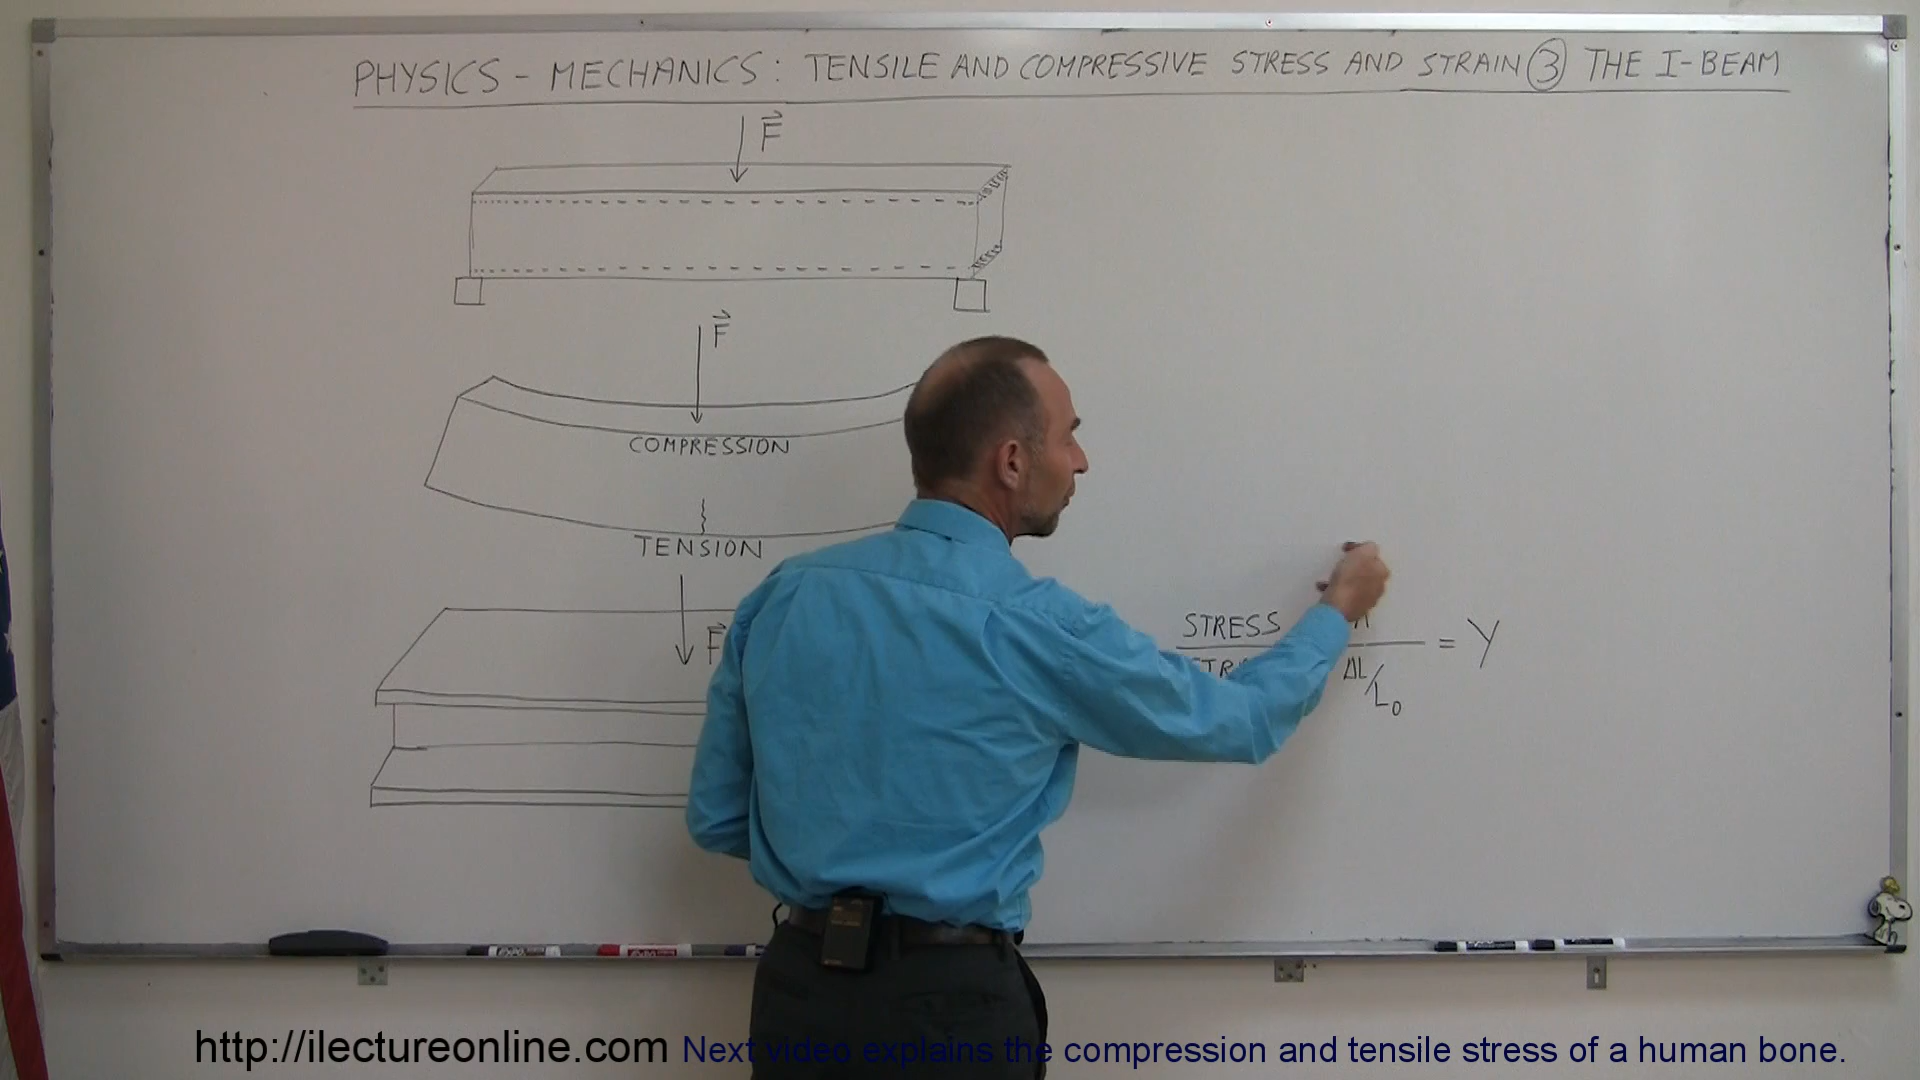 PHYSICS - MECHANICS: TENSILE AND COMPRESSIVE STRESS AND STRAIN ③ THE I-BEAM
F
F
COMPRESSION
TENSION
F
STRESS
= Y
ΔL/L₀
http://ilectureonline.com Next video explains the compression and tensile stress of a human bone.